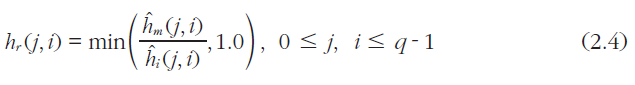 h_r(j,i) = min( ĥ_m(j,i) / ĥ_i(j,i) , 1.0 ) , 0 ≤ j, i ≤ q-1 (2.4)